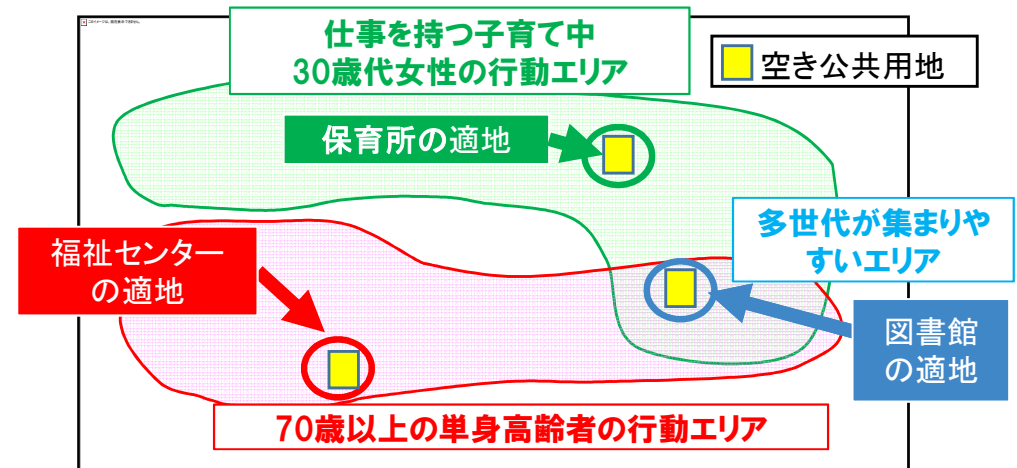 仕事を持つ子育て中
30歳代女性の行動エリア
空き公共用地
保育所の適地
多世代が集まりや
すいエリア
福祉センター
の適地
図書館
の適地
70歳以上の単身高齢者の行動エリア